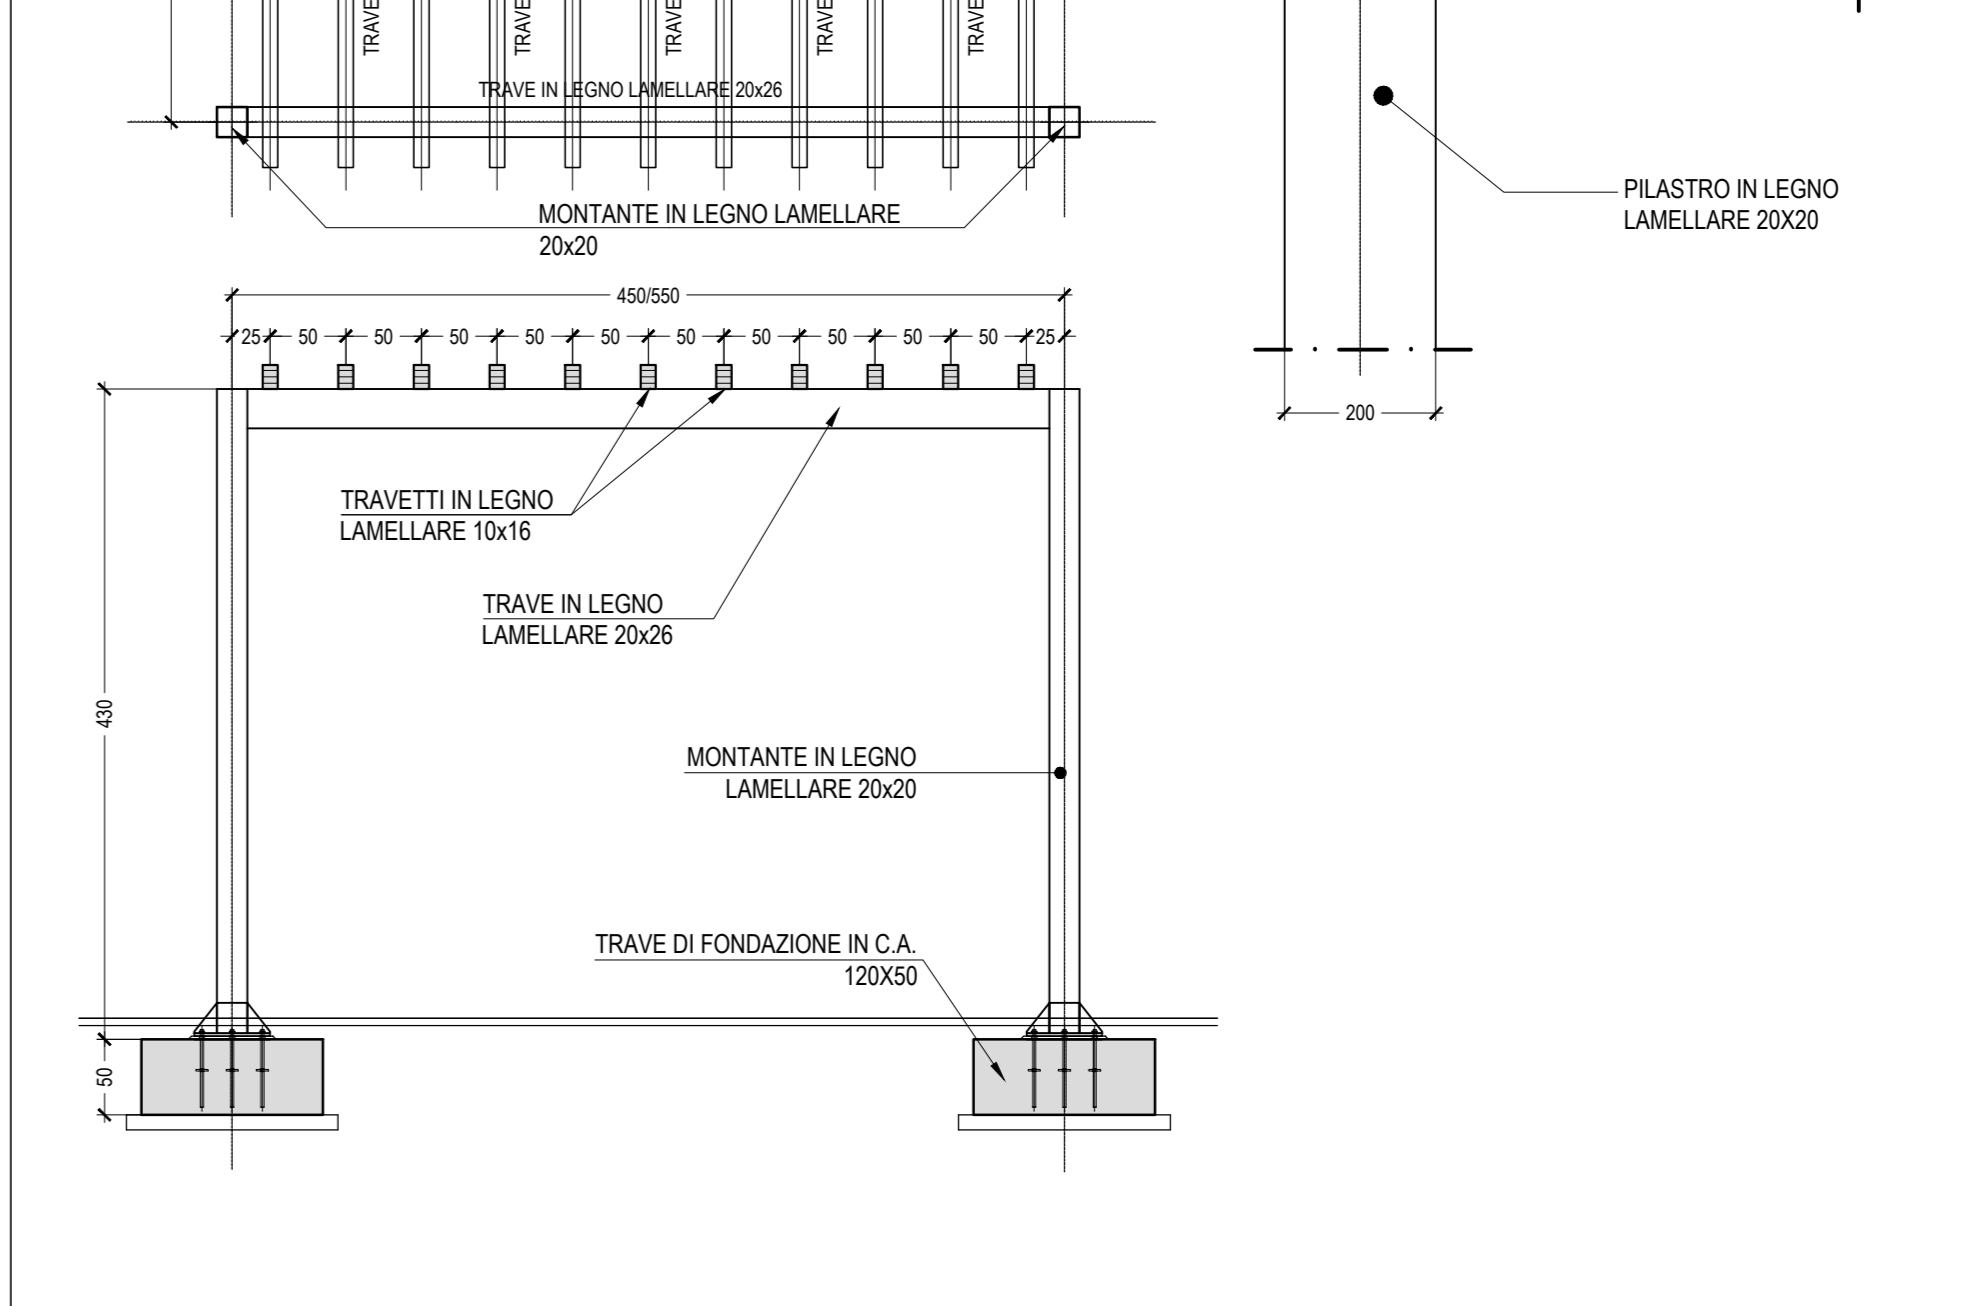 TRAVE
TRAVE
TRAVE
TRAVE
TRAVE
TRAVE IN LEGNO LAMELLARE 20x26
MONTANTE IN LEGNO LAMELLARE
20x20
PILASTRO IN LEGNO
LAMELLARE 20X20
450/550
25 50 50 50 50 50 50 50 50 50 50 25
200
TRAVETTI IN LEGNO
LAMELLARE 10x16
TRAVE IN LEGNO
LAMELLARE 20x26
430
MONTANTE IN LEGNO
LAMELLARE 20x20
TRAVE DI FONDAZIONE IN C.A.
120X50
50